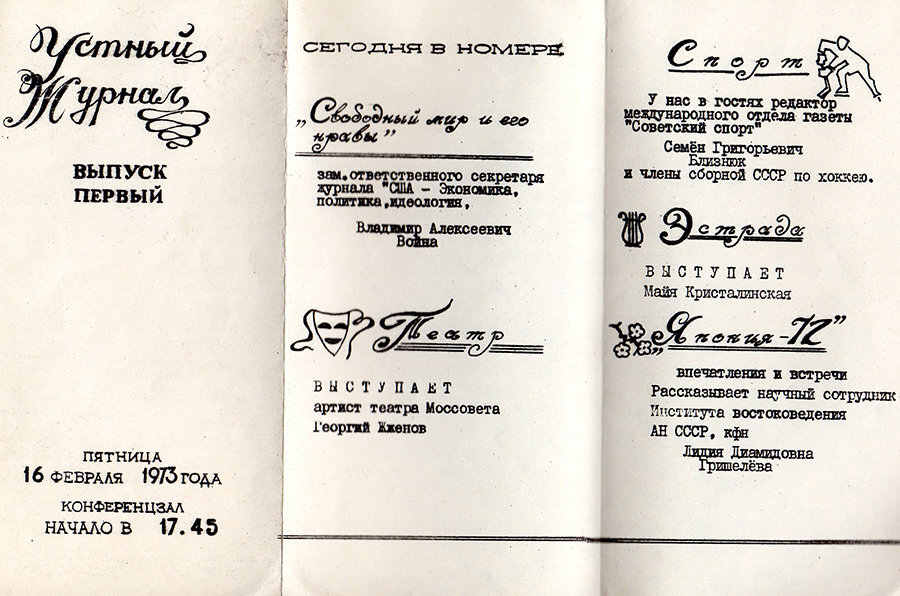 Устный
Журнал
ВЫПУСК
ПЕРВЫЙ
ПЯТНИЦА
16 ФЕВРАЛЯ 1973 ГОДА
КОНФЕРЕНЦЗАЛ
НАЧАЛО В 17.45
СЕГОДНЯ В НОМЕРЕ
„Свободный мир и его
нравы"
зам.ответственного секретаря
журнала "США - Экономика,
политика,идеология,
Владимир Алексеевич
Война
Театр
ВЫСТУПАЕТ
артист театра Моссовета
Георгий Жженов
Спорт
У нас в гостях редактор
международного отдела газеты
"Советский спорт"
Семён Григорьевич
Близнюк
и члены сборной СССР по хоккею.
Эстрада
ВЫСТУПАЕТ
Майя Кристалинская
„Япония-72"
впечатления и встречи
Рассказывает научный сотрудник
Института востоковедения
АН СССР, кфн
Лидия Диамидовна
Гришелёва